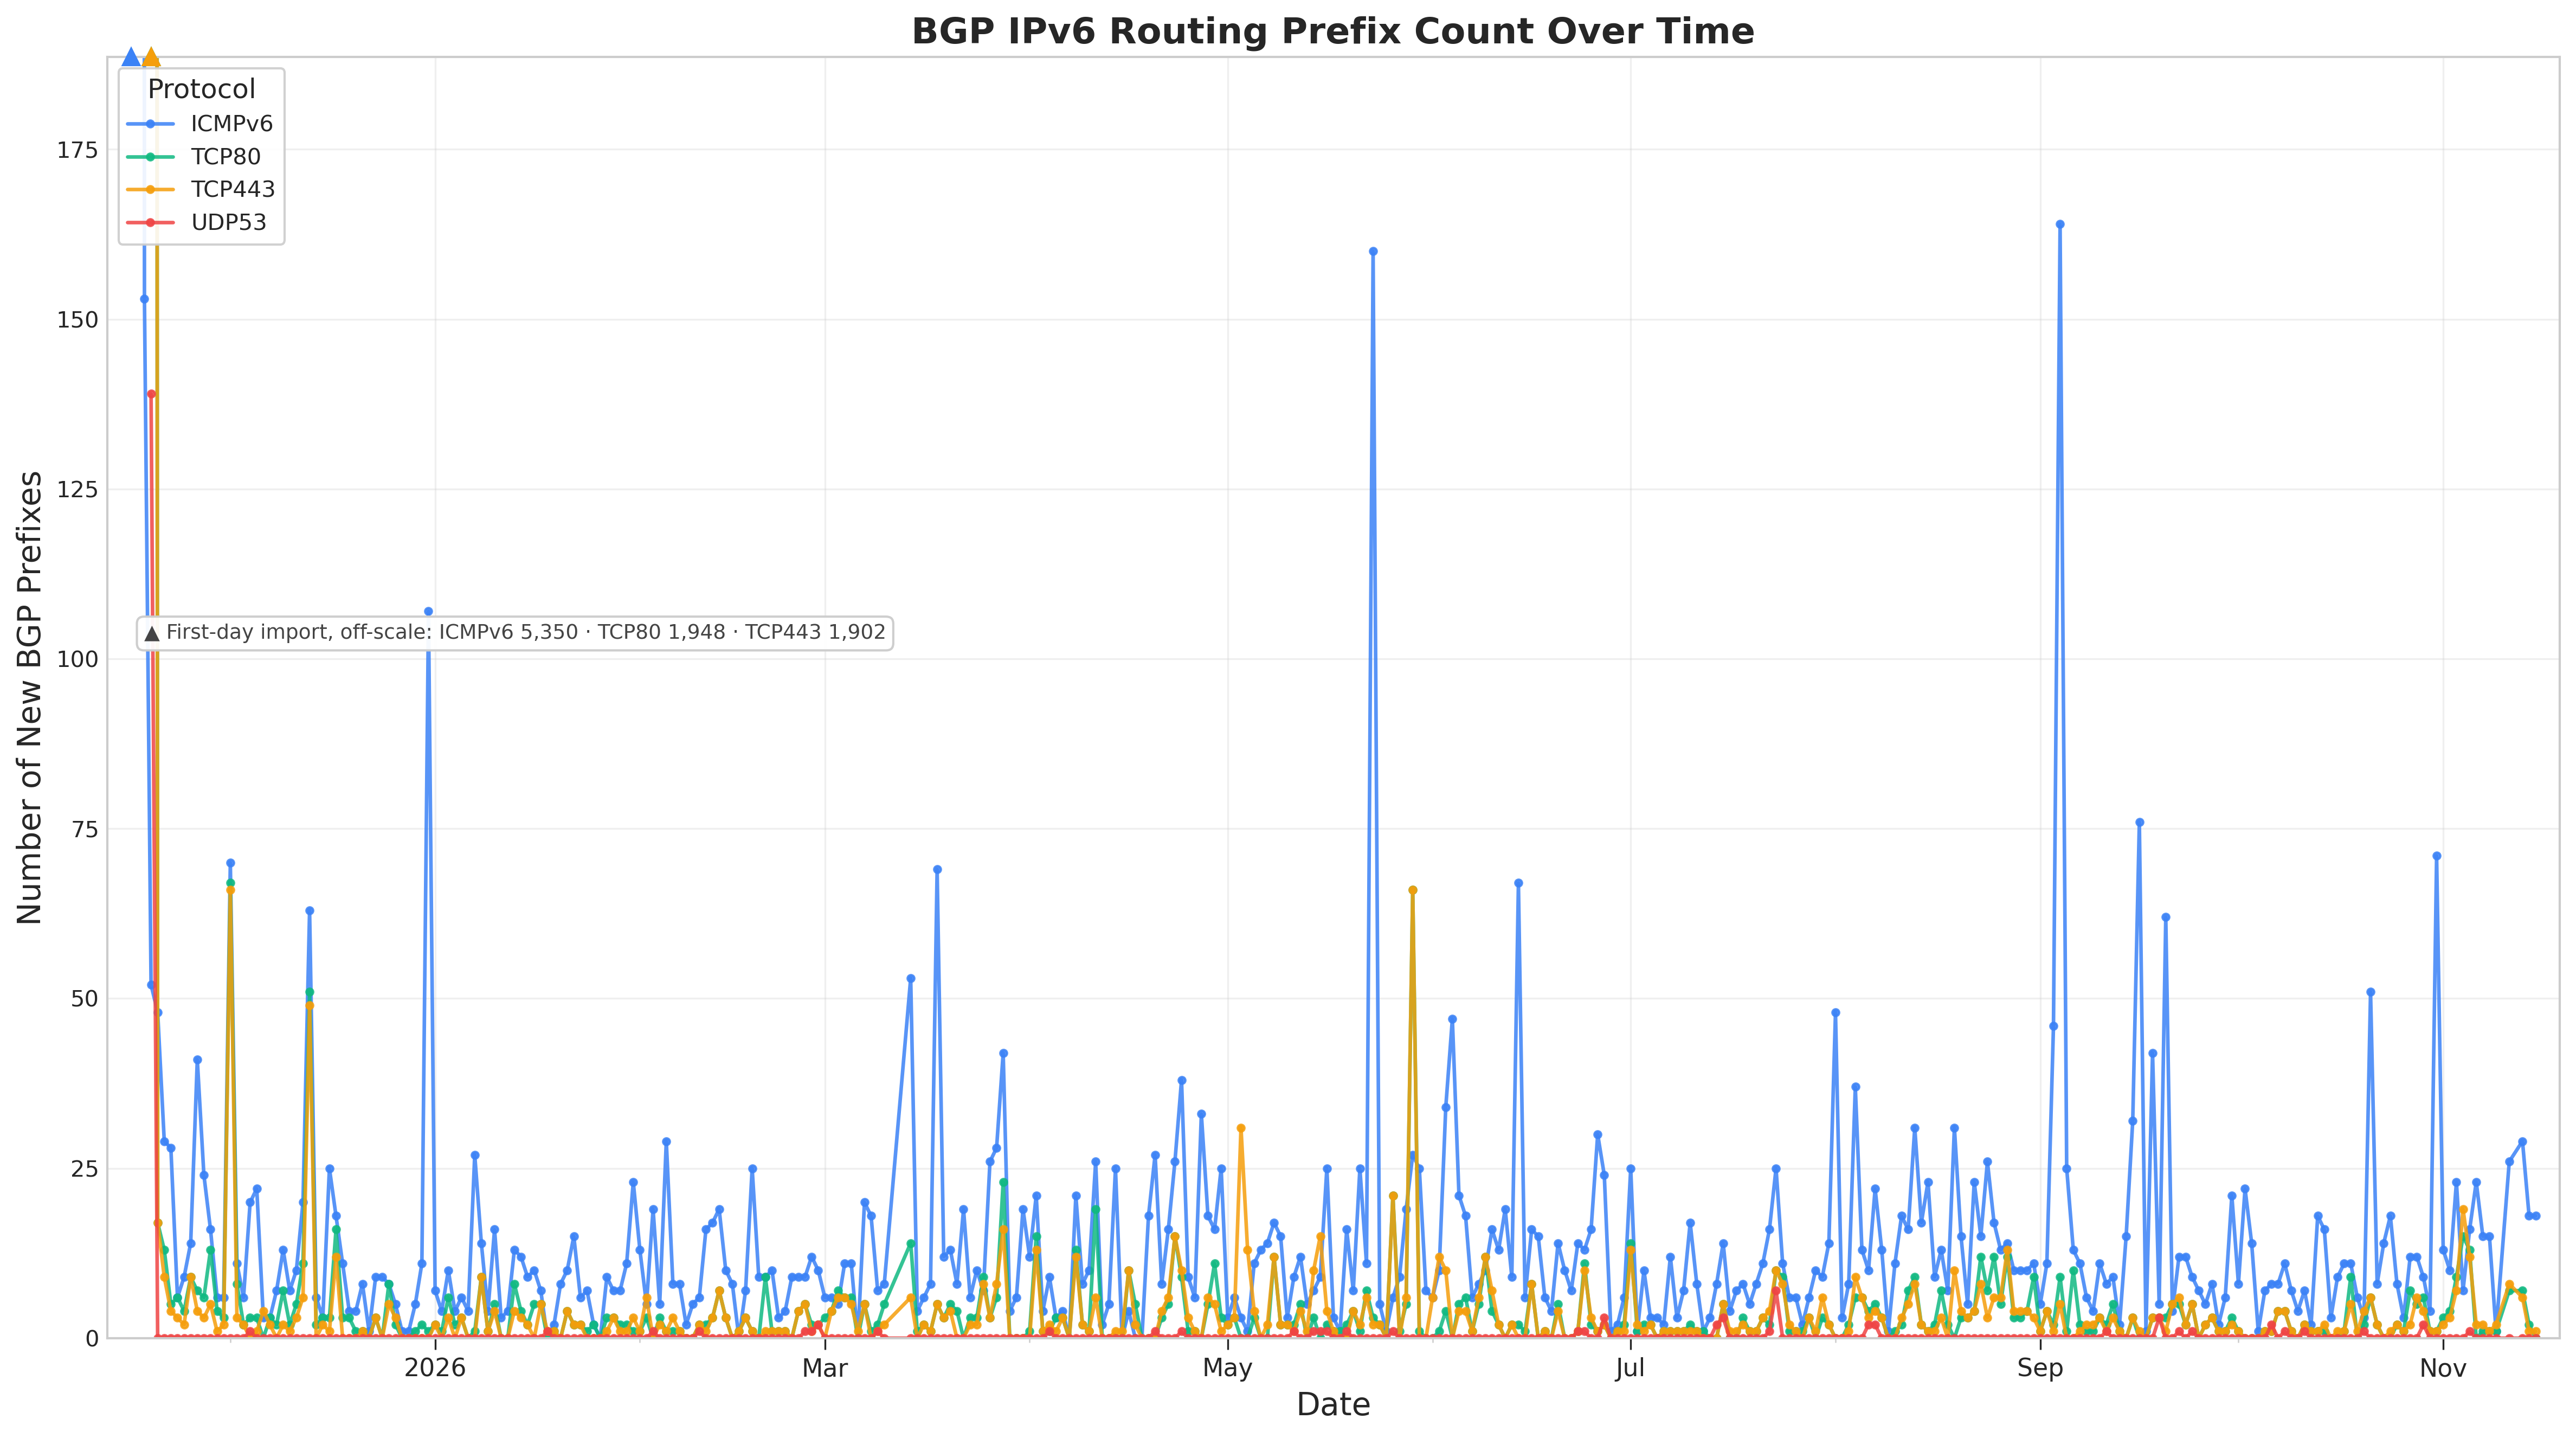 BGP IPv6 Routing Prefix Count Over Time
Protocol
ICMPv6
TCP80
TCP443
UDP53
▲ First-day import, off-scale: ICMPv6 5,350 · TCP80 1,948 · TCP443 1,902
Number of New BGP Prefixes
175
150
125
100
75
50
25
0
2026
Mar
May
Jul
Sep
Nov
Date